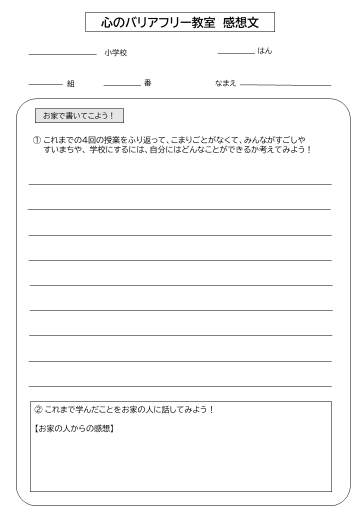 心のバリアフリー教室 感想文
小学校 はん
組 番 なまえ
お家で書いてこよう！
① これまでの4回の授業をふり返って、こまりごとがなくて、みんながすごしや
すいまちや、学校にするには、自分にはどんなことができるか考えてみよう！
② これまで学んだことをお家の人に話してみよう！
【お家の人からの感想】